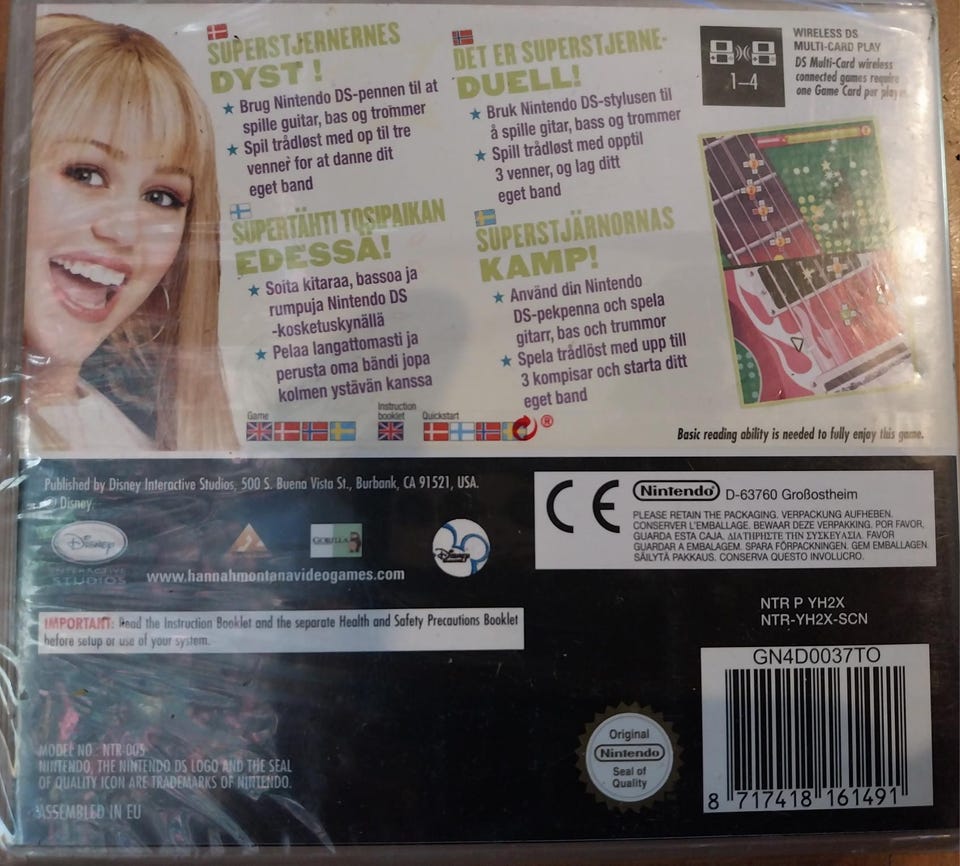 SUPERSTJERNERNES
DYST!
★ Brug Nintendo DS-pennen til at
spille guitar, bas og trommer
★ Spil trådløst med op til tre
venner for at danne dit
eget band
DET ER SUPERSTJERNE-
DUELL!
★ Bruk Nintendo DS-stylusen til
å spille gitar, bass og trommer
★ Spill trådløst med opptil
3 venner, og lag ditt
eget band
WIRELESS DS
MULTI-CARD PLAY
DS Multi-Card wireless
connected games require
one Game Card per player
1–4
SUPERTÄHTI TOSIPAIKAN
EDESSÄ!
★ Soita kitaraa, bassoa ja
rumpuja Nintendo DS
-kosketuskynällä
★ Pelaa langattomasti ja
perusta oma bändi jopa
kolmen ystävän kanssa
SUPERSTJÄRNORNAS
KAMP!
★ Använd din Nintendo
DS-pekpenna och spela
gitarr, bas och trummor
★ Spela trådlöst med upp till
3 kompisar och starta ditt
eget band
Game
Instruction
booklet
Quickstart
®
Basic reading ability is needed to fully enjoy this game.
Published by Disney Interactive Studios, 500 S. Buena Vista St., Burbank, CA 91521, USA.
© Disney.
Disney
INTERACTIVE
STUDIOS
GORILLA
Disney
www.hannahmontanavideogames.com
CE
Nintendo
D-63760 Großostheim
PLEASE RETAIN THE PACKAGING. VERPACKUNG AUFHEBEN.
CONSERVER L'EMBALLAGE. BEWAAR DEZE VERPAKKING. POR FAVOR,
GUARDA ESTA CAJA. ΔΙΑΤΗΡΗΣΤΕ ΤΗΝ ΣΥΣΚΕΥΑΣΙΑ. FAVOR
GUARDAR A EMBALAGEM. SPARA FÖRPACKNINGEN. GEM EMBALLAGEN.
SÄILYTÄ PAKKAUS. CONSERVA QUESTO INVOLUCRO.
IMPORTANT: Read the Instruction Booklet and the separate Health and Safety Precautions Booklet
before setup or use of your system.
NTR P YH2X
NTR-YH2X-SCN
GN4D0037TO
8 717418 161491
Original
Nintendo
Seal of
Quality
MODEL NO.: NTR-005
NINTENDO, THE NINTENDO DS LOGO AND THE SEAL
OF QUALITY ICON ARE TRADEMARKS OF NINTENDO.
ASSEMBLED IN EU